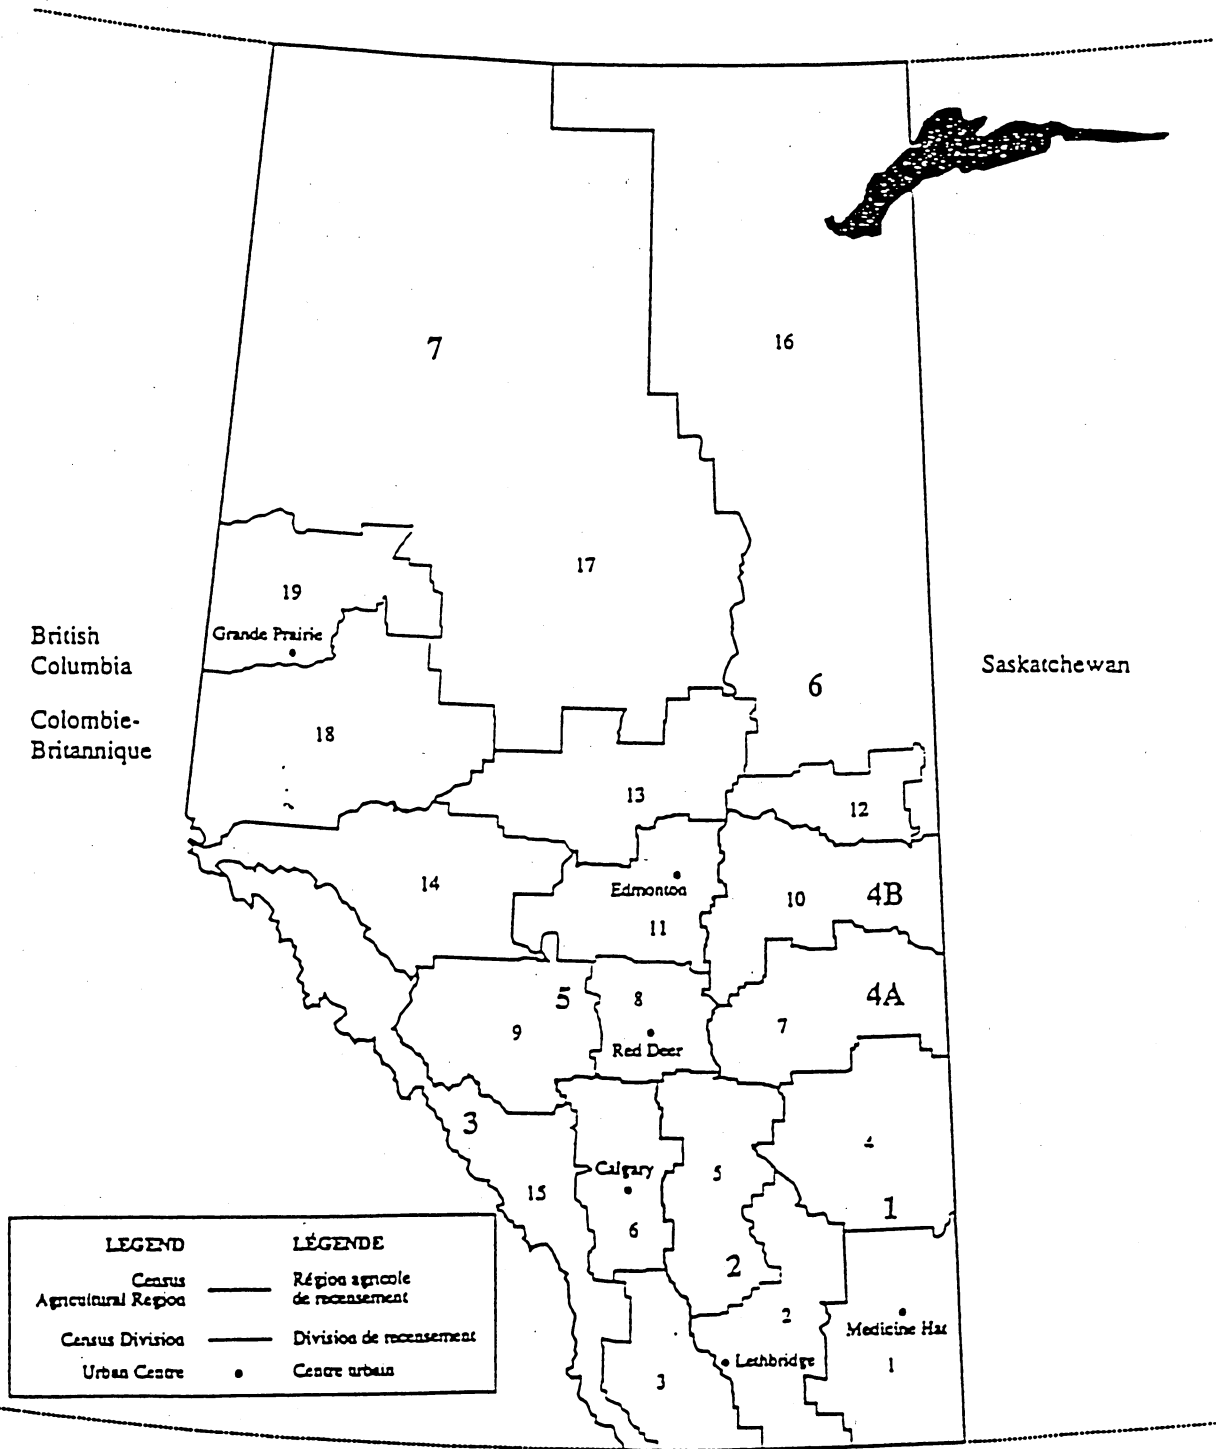 7
16
17
19
Grande Prairie
British
Columbia
Colombie-
Britannique
Saskatchewan
6
18
13
12
14
Edmonton
10
4B
11
5
8
4A
9
7
Red Deer
3
4
Calgary
5
15
1
6
2
2
Medicine Hat
Lethbridge
1
3
LEGEND
LÉGENDE
Census
Agricultural Region
Région agricole
de recensement
Census Division
Division de recensement
Urban Centre
Centre urbain